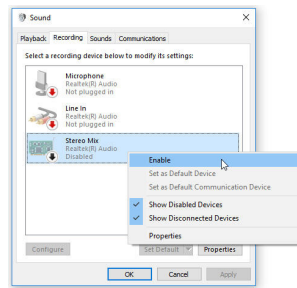 Sound
Playback Recording Sounds Communications
Select a recording device below to modify its settings:
Microphone
Realtek(R) Audio
Not plugged in
Line In
Realtek(R) Audio
Not plugged in
Stereo Mix
Realtek(R) Audio
Disabled
Enable
Set as Default Device
Set as Default Communication Device
Show Disabled Devices
Show Disconnected Devices
Properties
Configure Set Default Properties
OK Cancel Apply